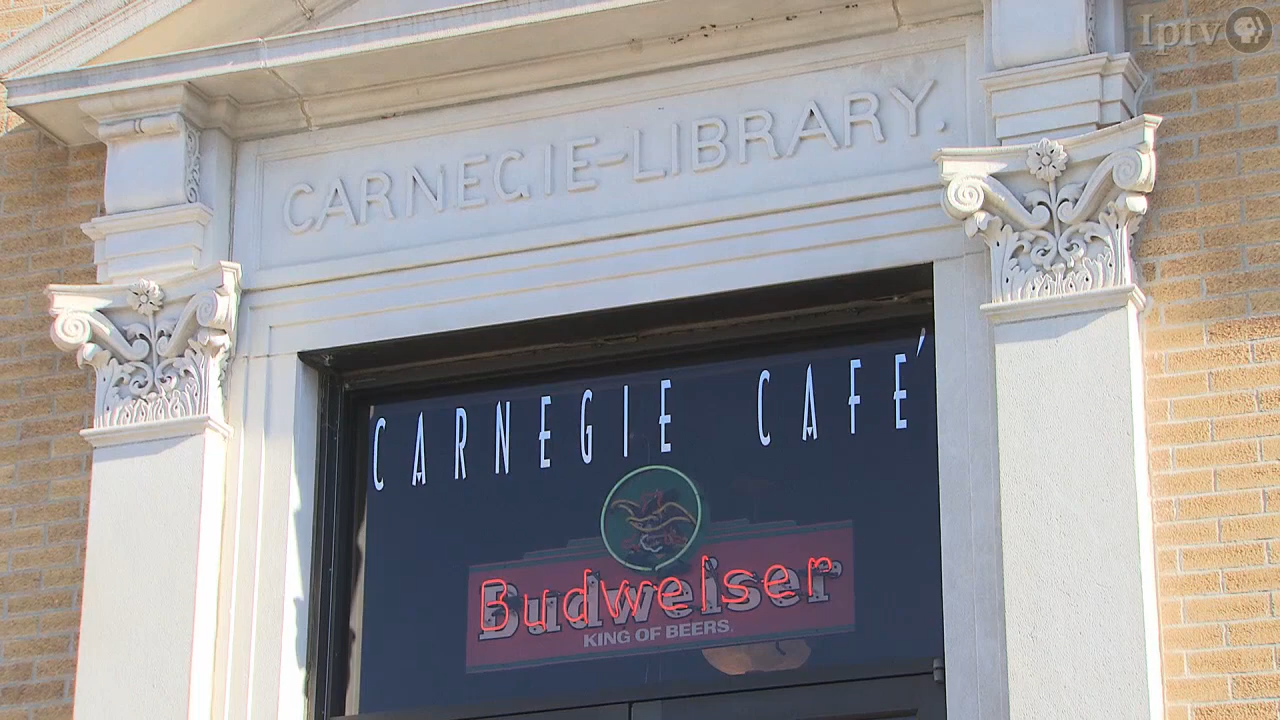 Iptv
CARNEGIE-LIBRARY.
CARNEGIE CAFÉ
Budweiser
KING OF BEERS.